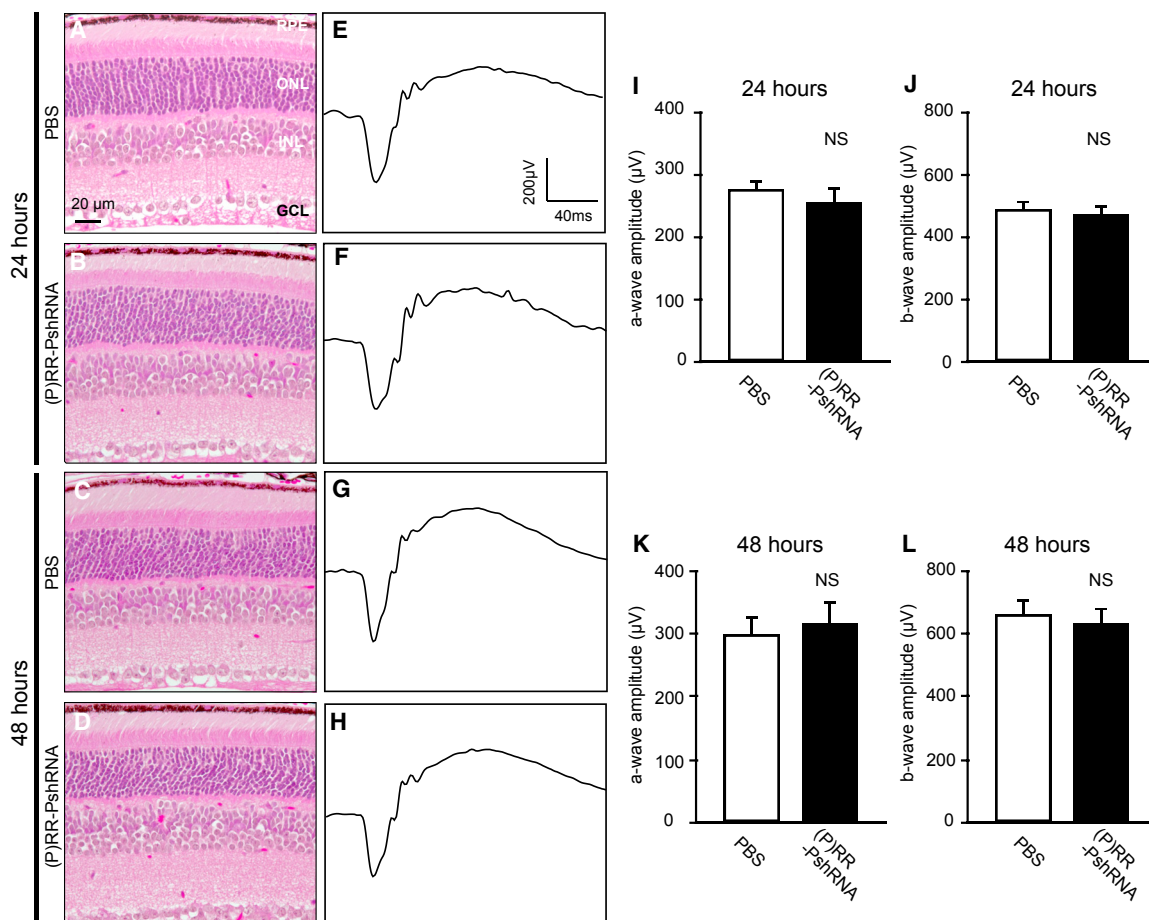 24 hours
PBS
(P)RR-PshRNA
48 hours
PBS
(P)RR-PshRNA
A
RPE
ONL
INL
GCL
20 µm
B
C
D
E
200µV
40ms
F
G
H
I
24 hours
NS
a-wave amplitude (µV)
400
300
200
100
0
PBS
(P)RR
-PshRNA
J
24 hours
NS
b-wave amplitude (µV)
800
600
400
200
0
PBS
(P)RR
-PshRNA
K
48 hours
NS
a-wave amplitude (µV)
400
300
200
100
0
PBS
(P)RR
-PshRNA
L
48 hours
NS
b-wave amplitude (µV)
800
600
400
200
0
PBS
(P)RR
-PshRNA